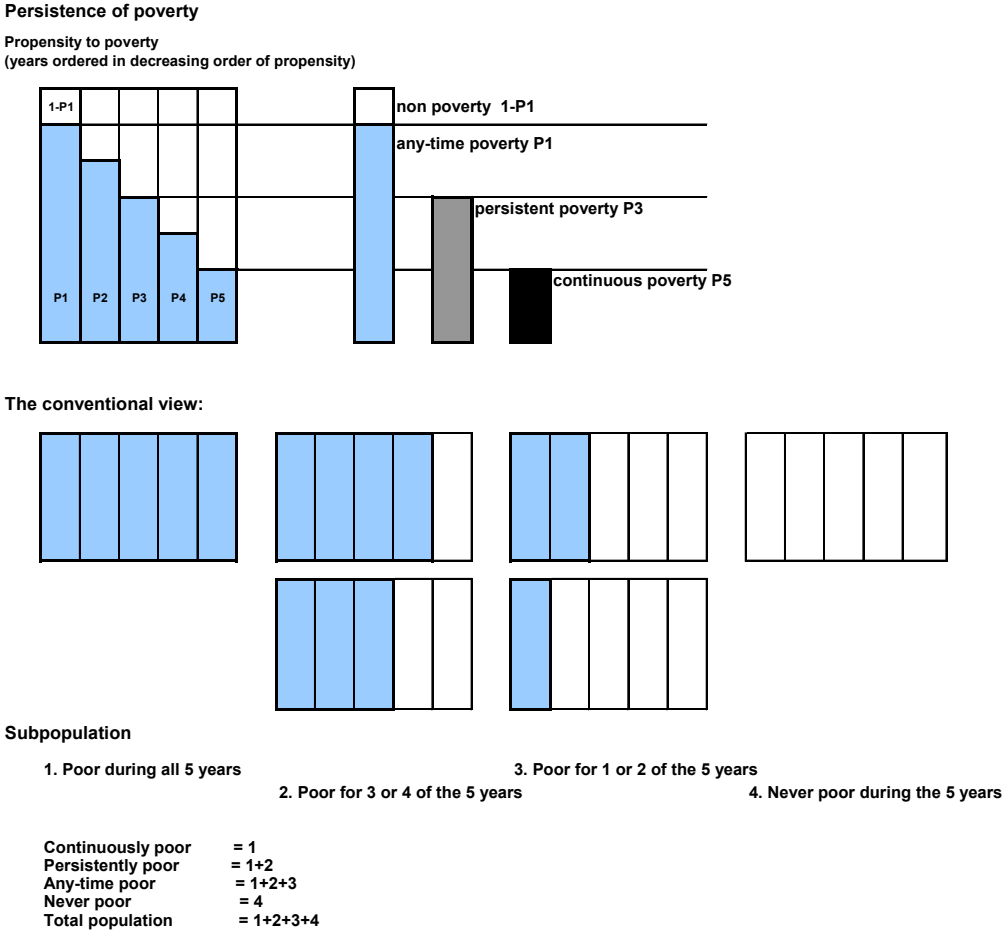 Persistence of poverty
Propensity to poverty
(years ordered in decreasing order of propensity)
1-P1
non poverty 1-P1
any-time poverty P1
persistent poverty P3
continuous poverty P5
P1 P2 P3 P4 P5
The conventional view:
Subpopulation
1. Poor during all 5 years
3. Poor for 1 or 2 of the 5 years
2. Poor for 3 or 4 of the 5 years
4. Never poor during the 5 years
Continuously poor = 1
Persistently poor = 1+2
Any-time poor = 1+2+3
Never poor = 4
Total population = 1+2+3+4